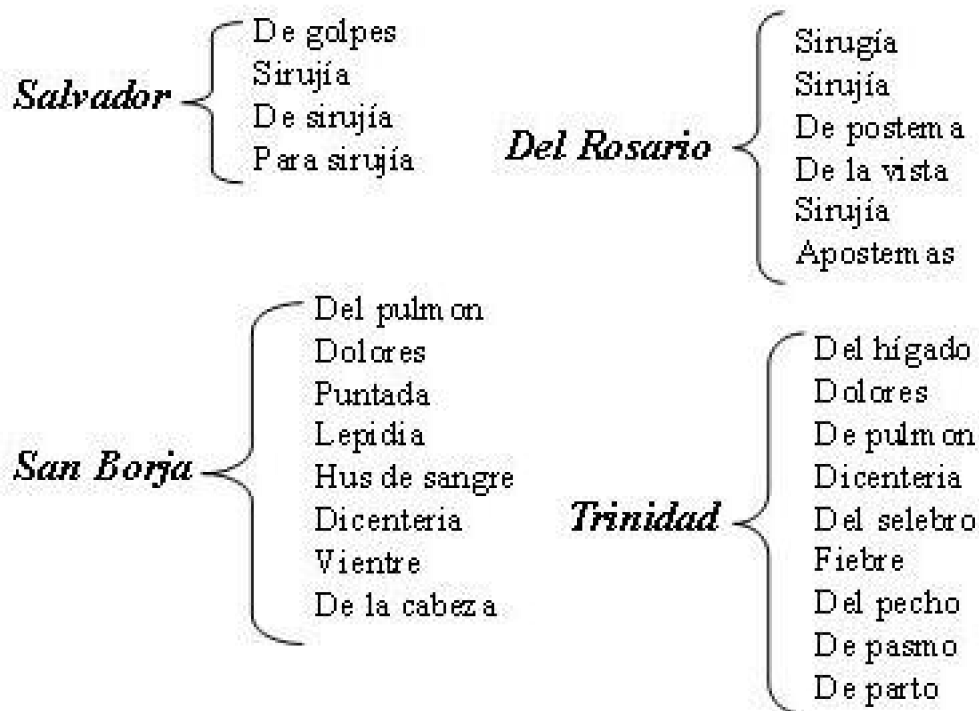 Salvador
De golpes
Sirujía
De sirujía
Para sirujía
Del Rosario
Sirugía
Sirujía
De postema
De la vista
Sirujía
Apostemas
San Borja
Del pulmon
Dolores
Puntada
Lepidia
Hus de sangre
Dicenteria
Vientre
De la cabeza
Trinidad
Del hígado
Dolores
De pulmon
Dicenteria
Del selebro
Fiebre
Del pecho
De pasmo
De parto